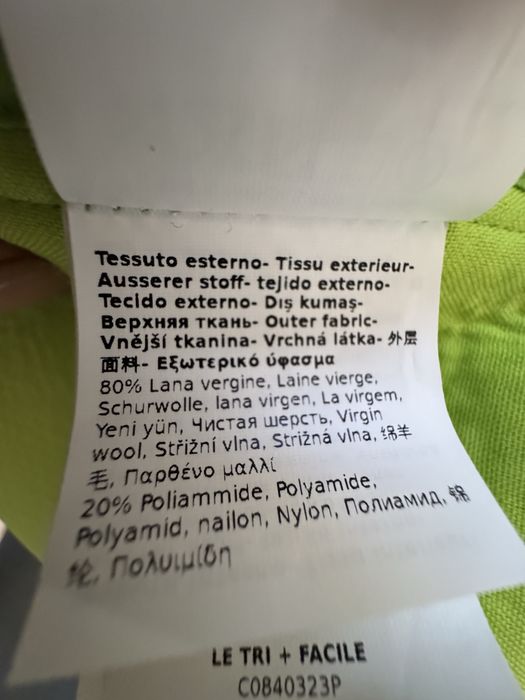 Tessuto esterno- Tissu exterieur-
Ausserer stoff- tejido externo-
Tecido externo- Dış kumaş-
Верхняя ткань- Outer fabric-
Vnější tkanina- Vrchná látka- 外层
面料- Εξωτερικό ύφασμα
80% Lana vergine, Laine vierge,
Schurwolle, lana virgen, La virgem,
Yeni yün, Чистая шерсть, Virgin
wool, Střižní vlna, Strižná vlna, 绵羊
毛, Παρθένο μαλλί
20% Poliammide, Polyamide,
Polyamid, nailon, Nylon, Полиамид, 锦
纶, Πολυιμίδη
LE TRI + FACILE
C0840323P